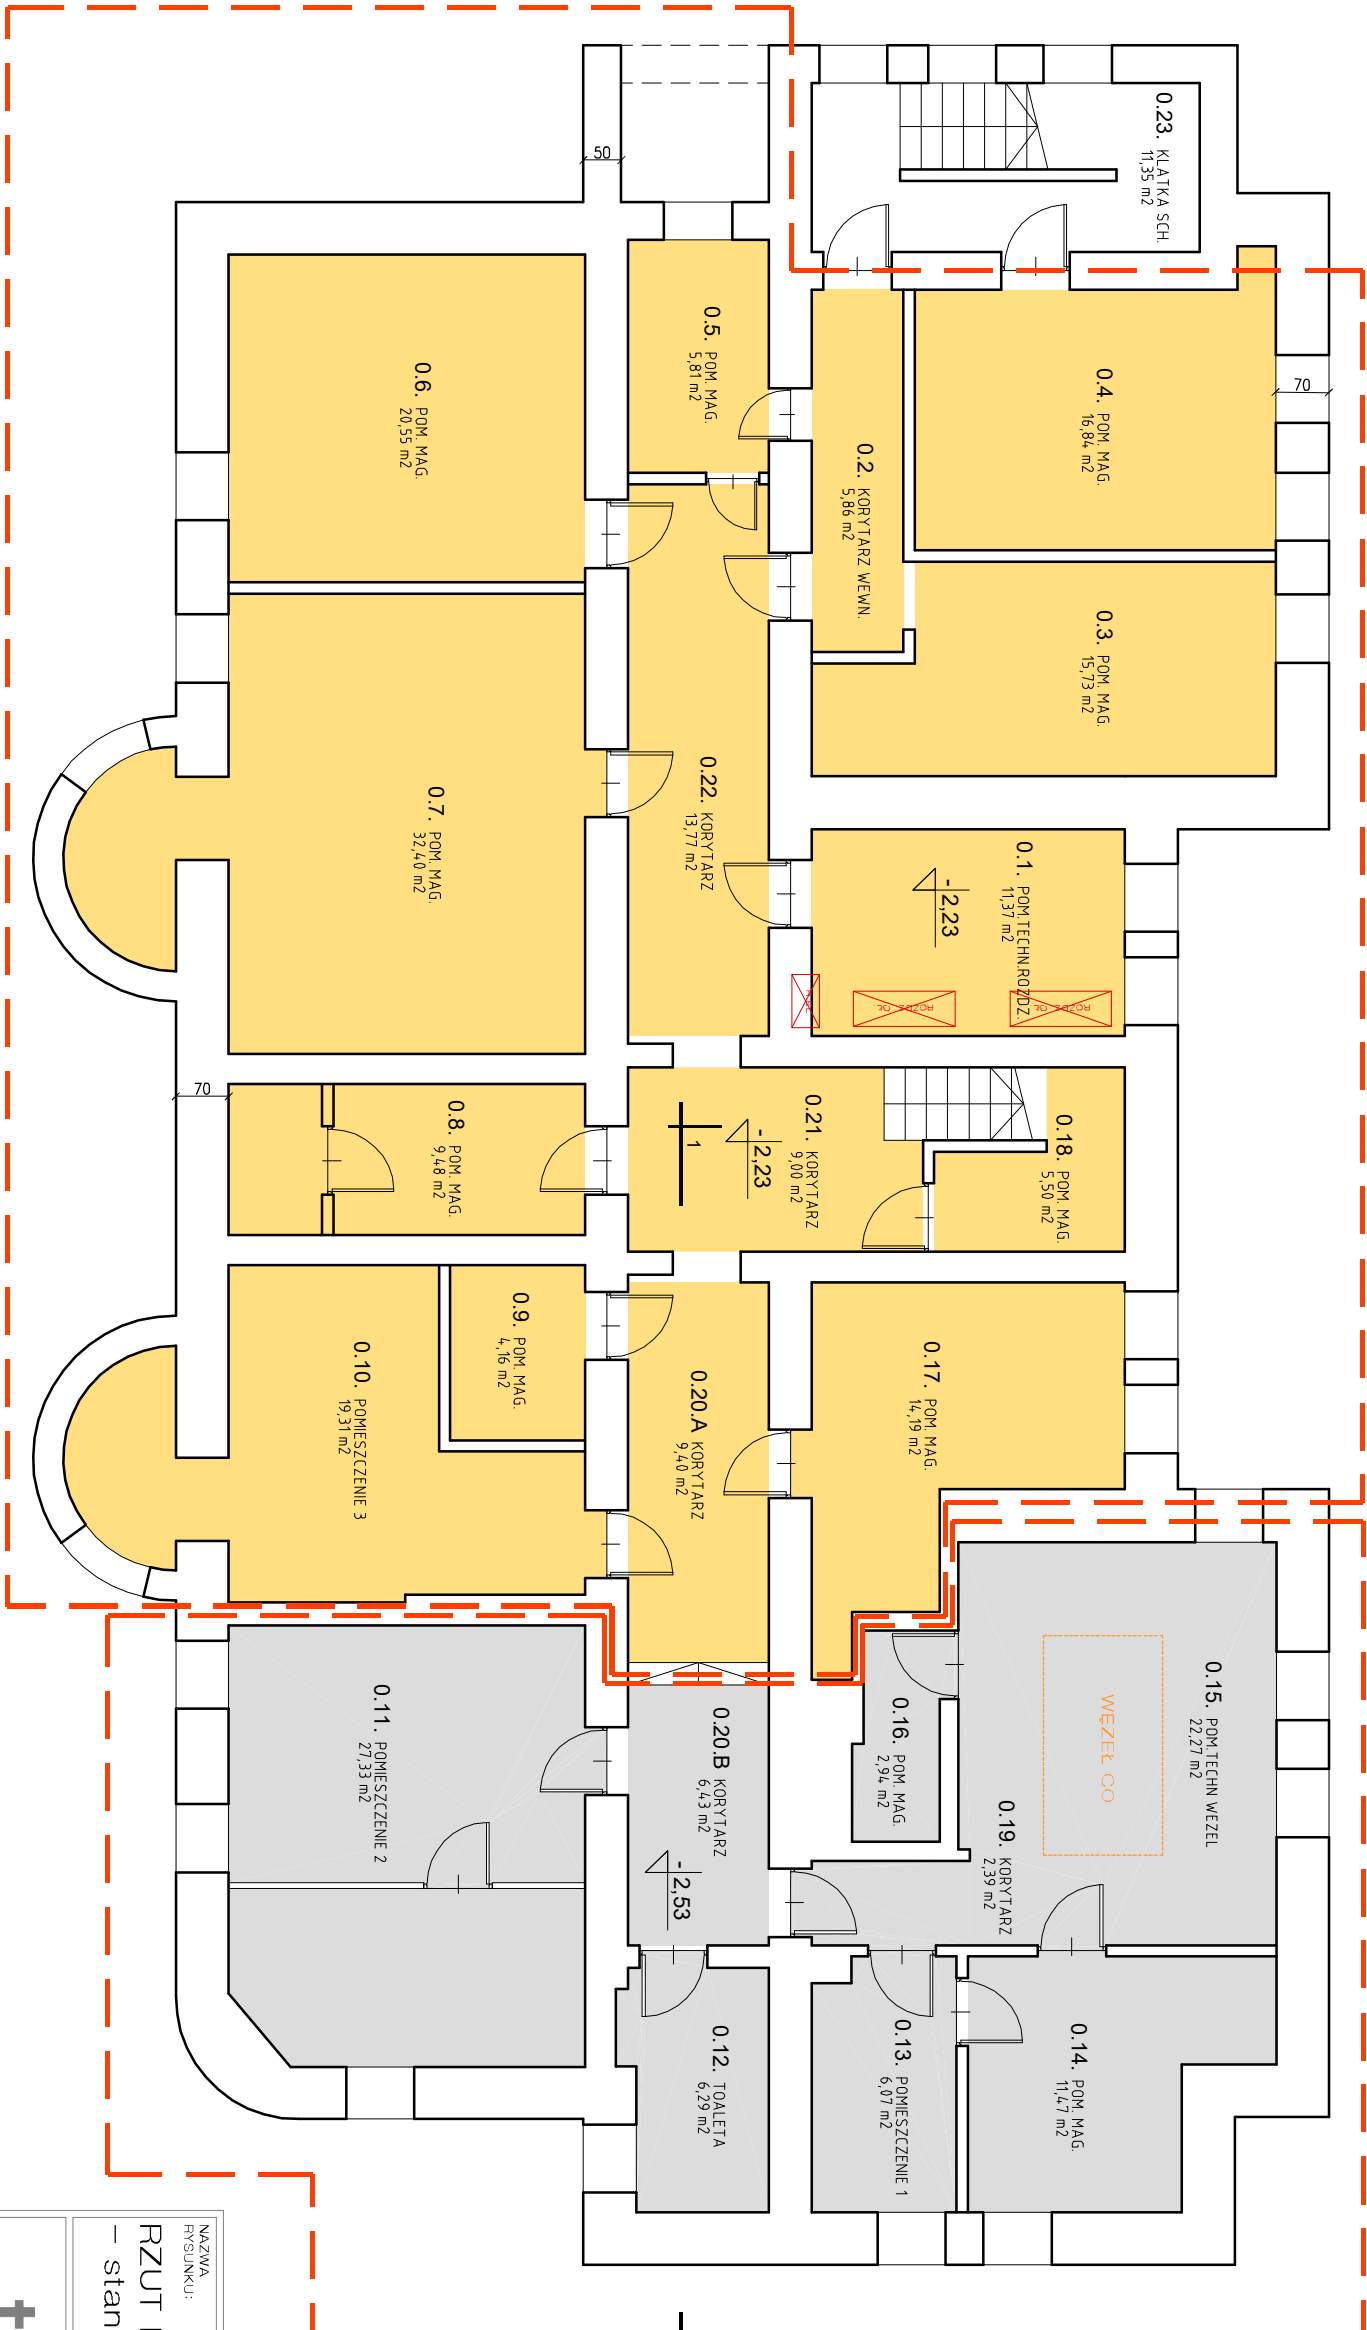 0.23. KLATKA SCH.
11,35 m2
50
0.4. POM. MAG.
16,84 m2
70
0.5. POM. MAG.
5,81 m2
0.6. POM. MAG.
20,55 m2
0.2. KORYTARZ WEWN.
5,86 m2
0.3. POM. MAG.
15,73 m2
0.22. KORYTARZ
13,77 m2
0.7. POM. MAG.
32,40 m2
0.1. POM.TECHN.ROZDZ.
11,37 m2
-2,23
70
0.8. POM. MAG.
9,48 m2
0.21. KORYTARZ
9,00 m2
-2,23
1
0.18. POM. MAG.
5,50 m2
0.9. POM. MAG.
4,16 m2
0.10. POMIESZCZENIE 3
19,31 m2
0.20.A KORYTARZ
9,40 m2
0.17. POM. MAG.
14,19 m2
0.15. POM.TECHN WEZEL
22,27 m2
WĘZEŁ CO
0.16. POM. MAG.
2,94 m2
0.11. POMIESZCZENIE 2
27,33 m2
0.20.B KORYTARZ
6,43 m2
-2,53
0.19. KORYTARZ
2,39 m2
0.12. TOALETA
6,29 m2
0.13. POMIESZCZENIE 1
6,07 m2
0.14. POM. MAG.
11,47 m2
NAZWA
RYSUNKU:
RZUT
- stan